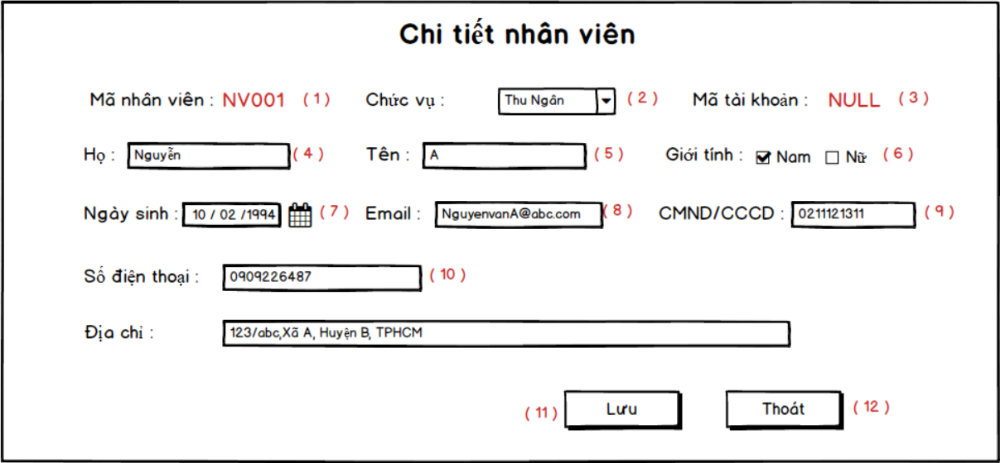 Chi tiết nhân viên
Mã nhân viên : NV001 ( 1 ) Chức vụ : Thu Ngân ( 2 ) Mã tài khoản : NULL ( 3 )
Họ : Nguyễn ( 4 ) Tên : A ( 5 ) Giới tính : Nam Nữ ( 6 )
Ngày sinh : 10 / 02 /1994 ( 7 ) Email : NguyenvanA@abc.com ( 8 ) CMND/CCCD : 0211121311 ( 9 )
Số điện thoại : 0909226487 ( 10 )
Địa chỉ : 123/abc,Xã A, Huyện B, TPHCM
( 11 ) Lưu Thoát ( 12 )